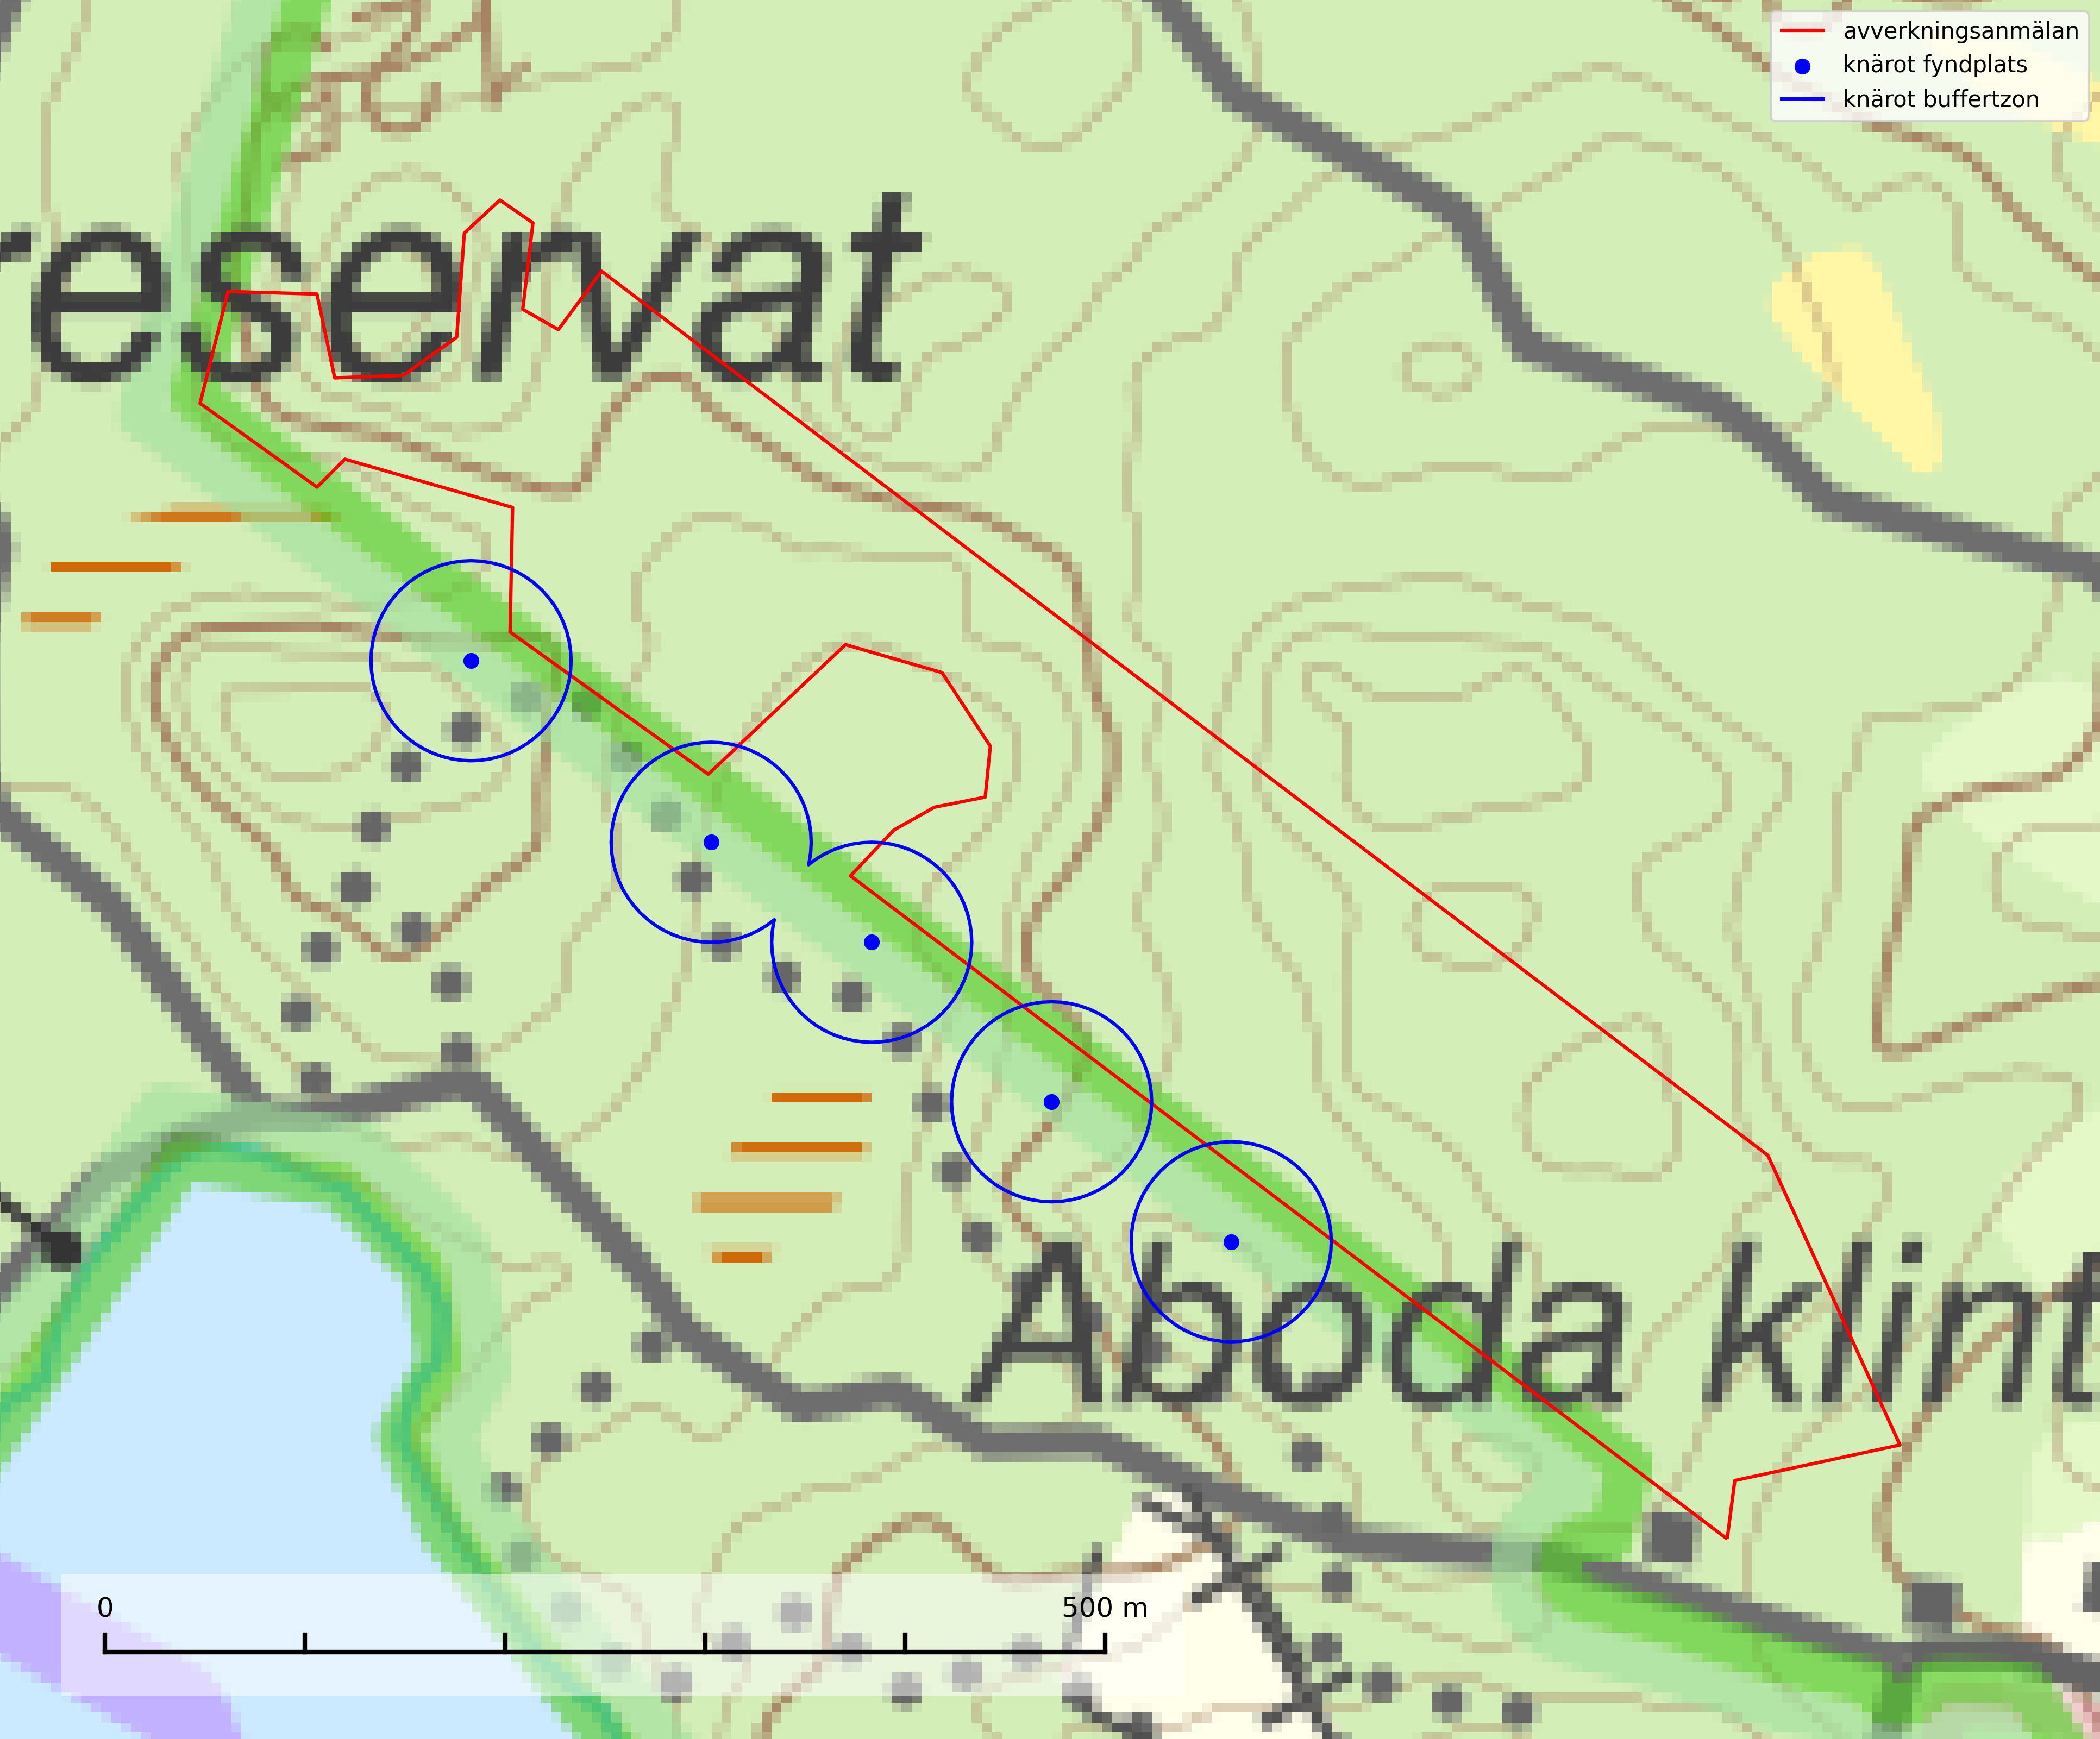 avverkningsanmälan
knärot fyndplats
knärot buffertzon
reservat
Aboda klint
0
500 m